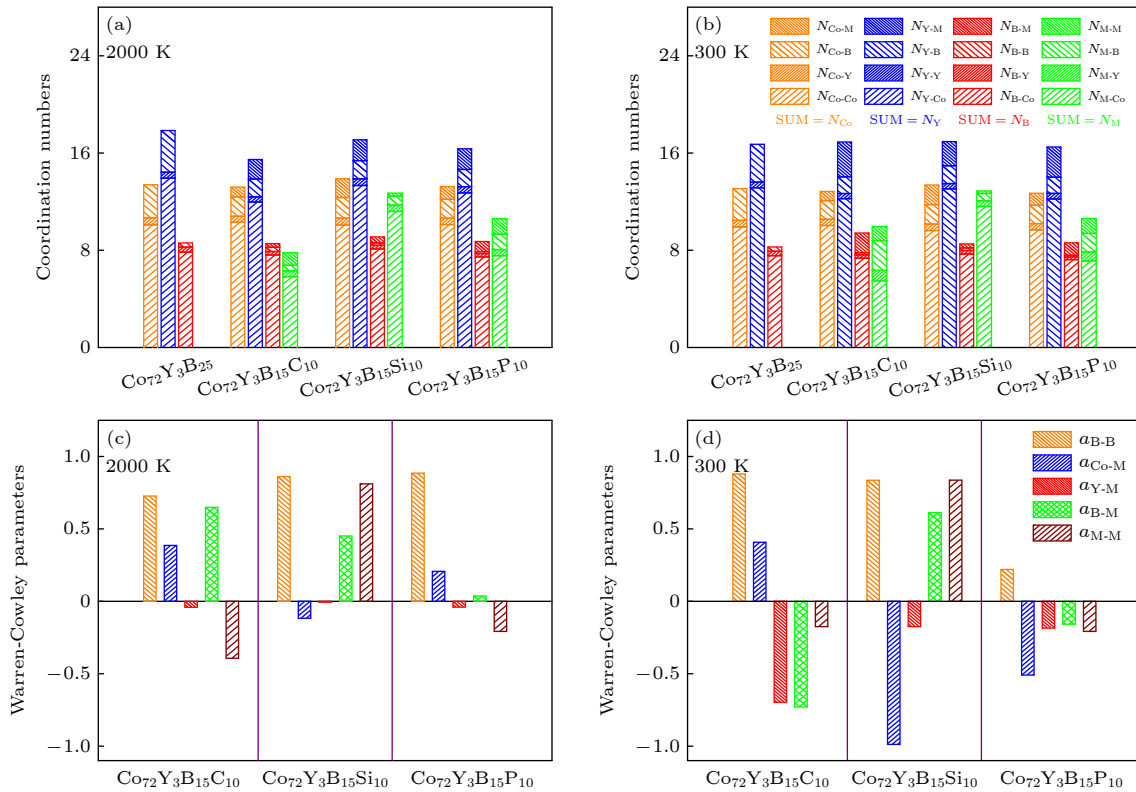 (a)
2000 K
Coordination numbers
24
16
8
0
Co72Y3B25
Co72Y3B15C10
Co72Y3B15Si10
Co72Y3B15P10
(b)
300 K
Coordination numbers
24
16
8
0
NCo-M NY-M NB-M NM-M
NCo-B NY-B NB-B NM-B
NCo-Y NY-Y NB-Y NM-Y
NCo-Co NY-Co NB-Co NM-Co
SUM = NCo SUM = NY SUM = NB SUM = NM
Co72Y3B25
Co72Y3B15C10
Co72Y3B15Si10
Co72Y3B15P10
(c)
2000 K
Warren-Cowley parameters
1.0
0.5
0
−0.5
−1.0
Co72Y3B15C10
Co72Y3B15Si10
Co72Y3B15P10
(d)
300 K
Warren-Cowley parameters
1.0
0.5
0
−0.5
−1.0
aB-B
aCo-M
aY-M
aB-M
aM-M
Co72Y3B15C10
Co72Y3B15Si10
Co72Y3B15P10